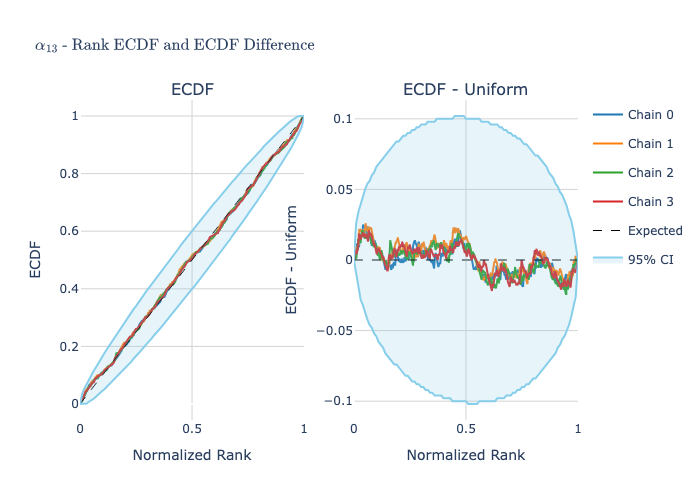 α₁₃ - Rank ECDF and ECDF Difference
ECDF
ECDF
1
0.8
0.6
0.4
0.2
0
0
0.5
1
Normalized Rank
ECDF - Uniform
ECDF - Uniform
0.1
0.05
0
−0.05
−0.1
0
0.5
1
Normalized Rank
Chain 0
Chain 1
Chain 2
Chain 3
Expected
95% CI